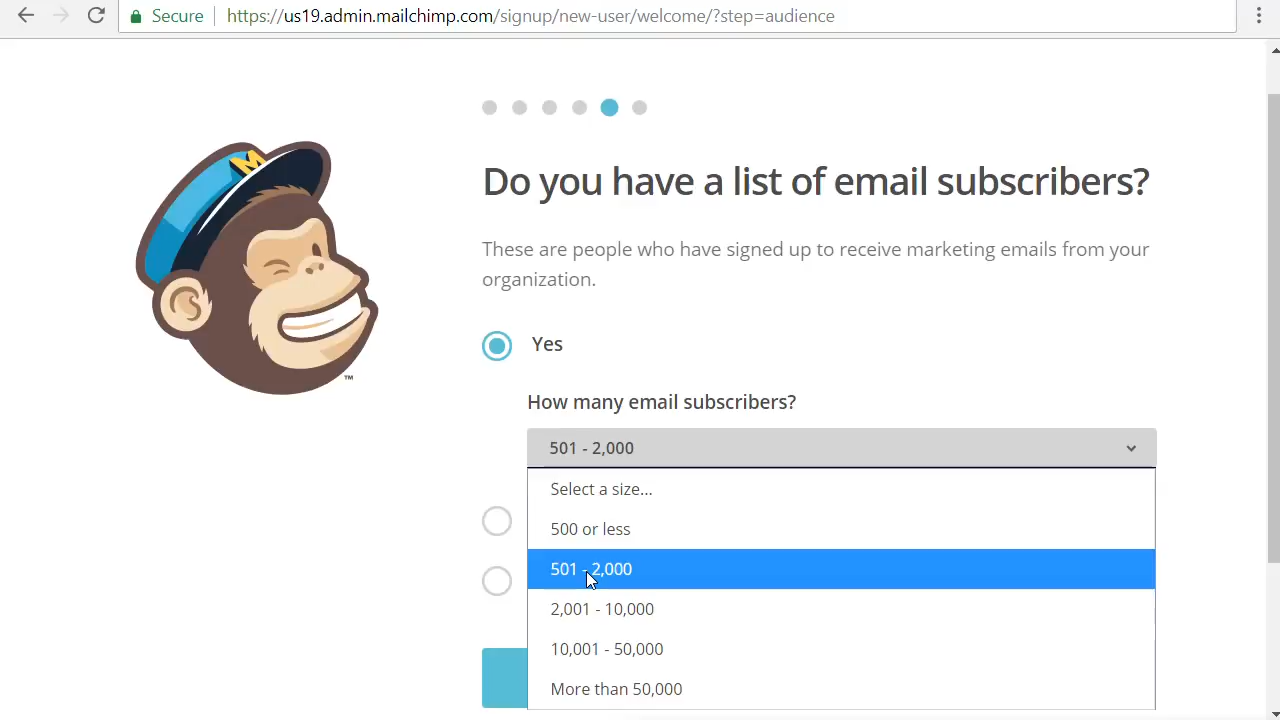 Secure
https://us19.admin.mailchimp.com/signup/new-user/welcome/?step=audience
M
Do you have a list of email subscribers?
These are people who have signed up to receive marketing emails from your
organization.
™
Yes
How many email subscribers?
501 - 2,000
Select a size...
500 or less
501 - 2,000
2,001 - 10,000
10,001 - 50,000
More than 50,000